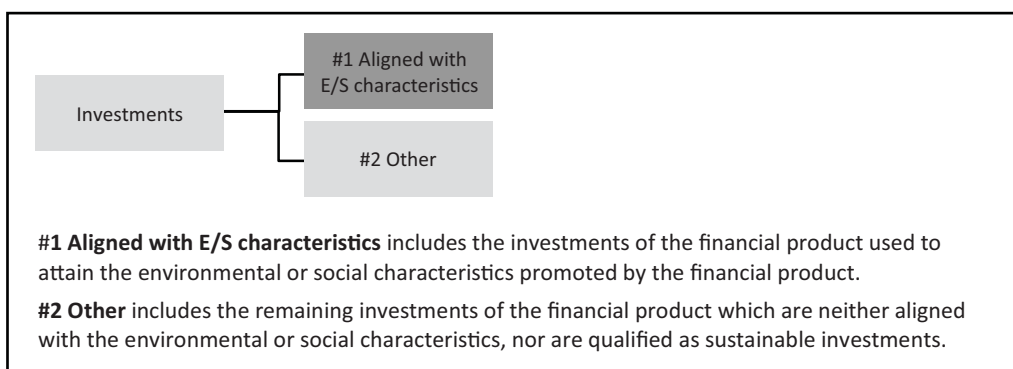 #1 Aligned with
E/S characteristics
Investments
#2 Other
#1 Aligned with E/S characteristics includes the investments of the financial product used to
attain the environmental or social characteristics promoted by the financial product.
#2 Other includes the remaining investments of the financial product which are neither aligned
with the environmental or social characteristics, nor are qualified as sustainable investments.